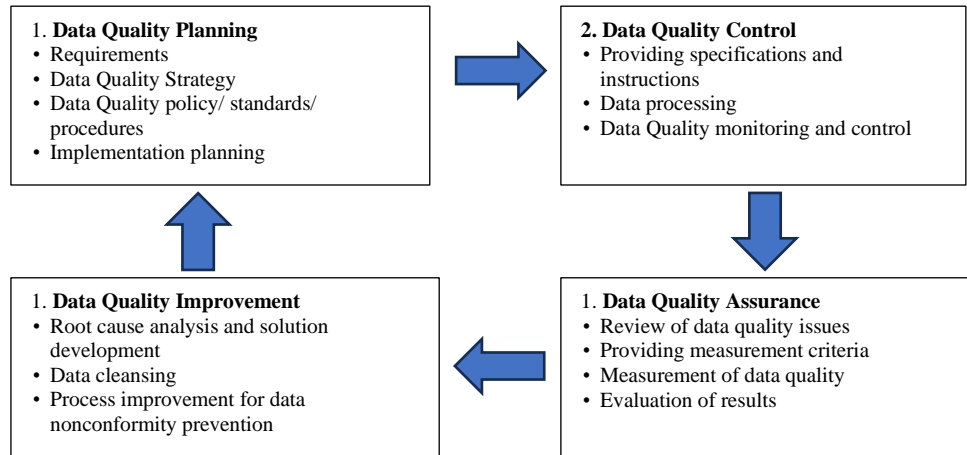 1. Data Quality Planning
• Requirements
• Data Quality Strategy
• Data Quality policy/ standards/
procedures
• Implementation planning
2. Data Quality Control
• Providing specifications and
instructions
• Data processing
• Data Quality monitoring and control
1. Data Quality Improvement
• Root cause analysis and solution
development
• Data cleansing
• Process improvement for data
nonconformity prevention
1. Data Quality Assurance
• Review of data quality issues
• Providing measurement criteria
• Measurement of data quality
• Evaluation of results